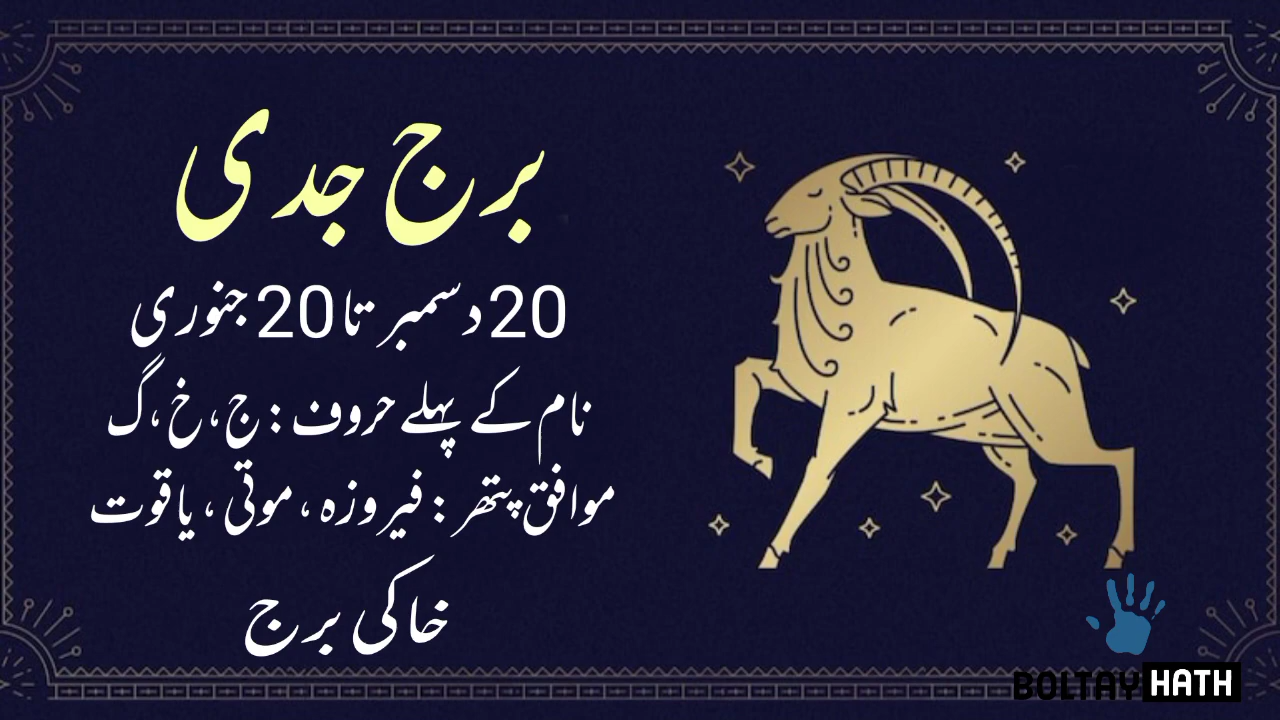 برج جدی
20 دسمبر تا 20 جنوری
نام کے پہلے حروف : ج ، خ ، گ
موافق پتھر : فیروزہ ، موتی ، یاقوت
خاکی برج
BOLTAY HATH